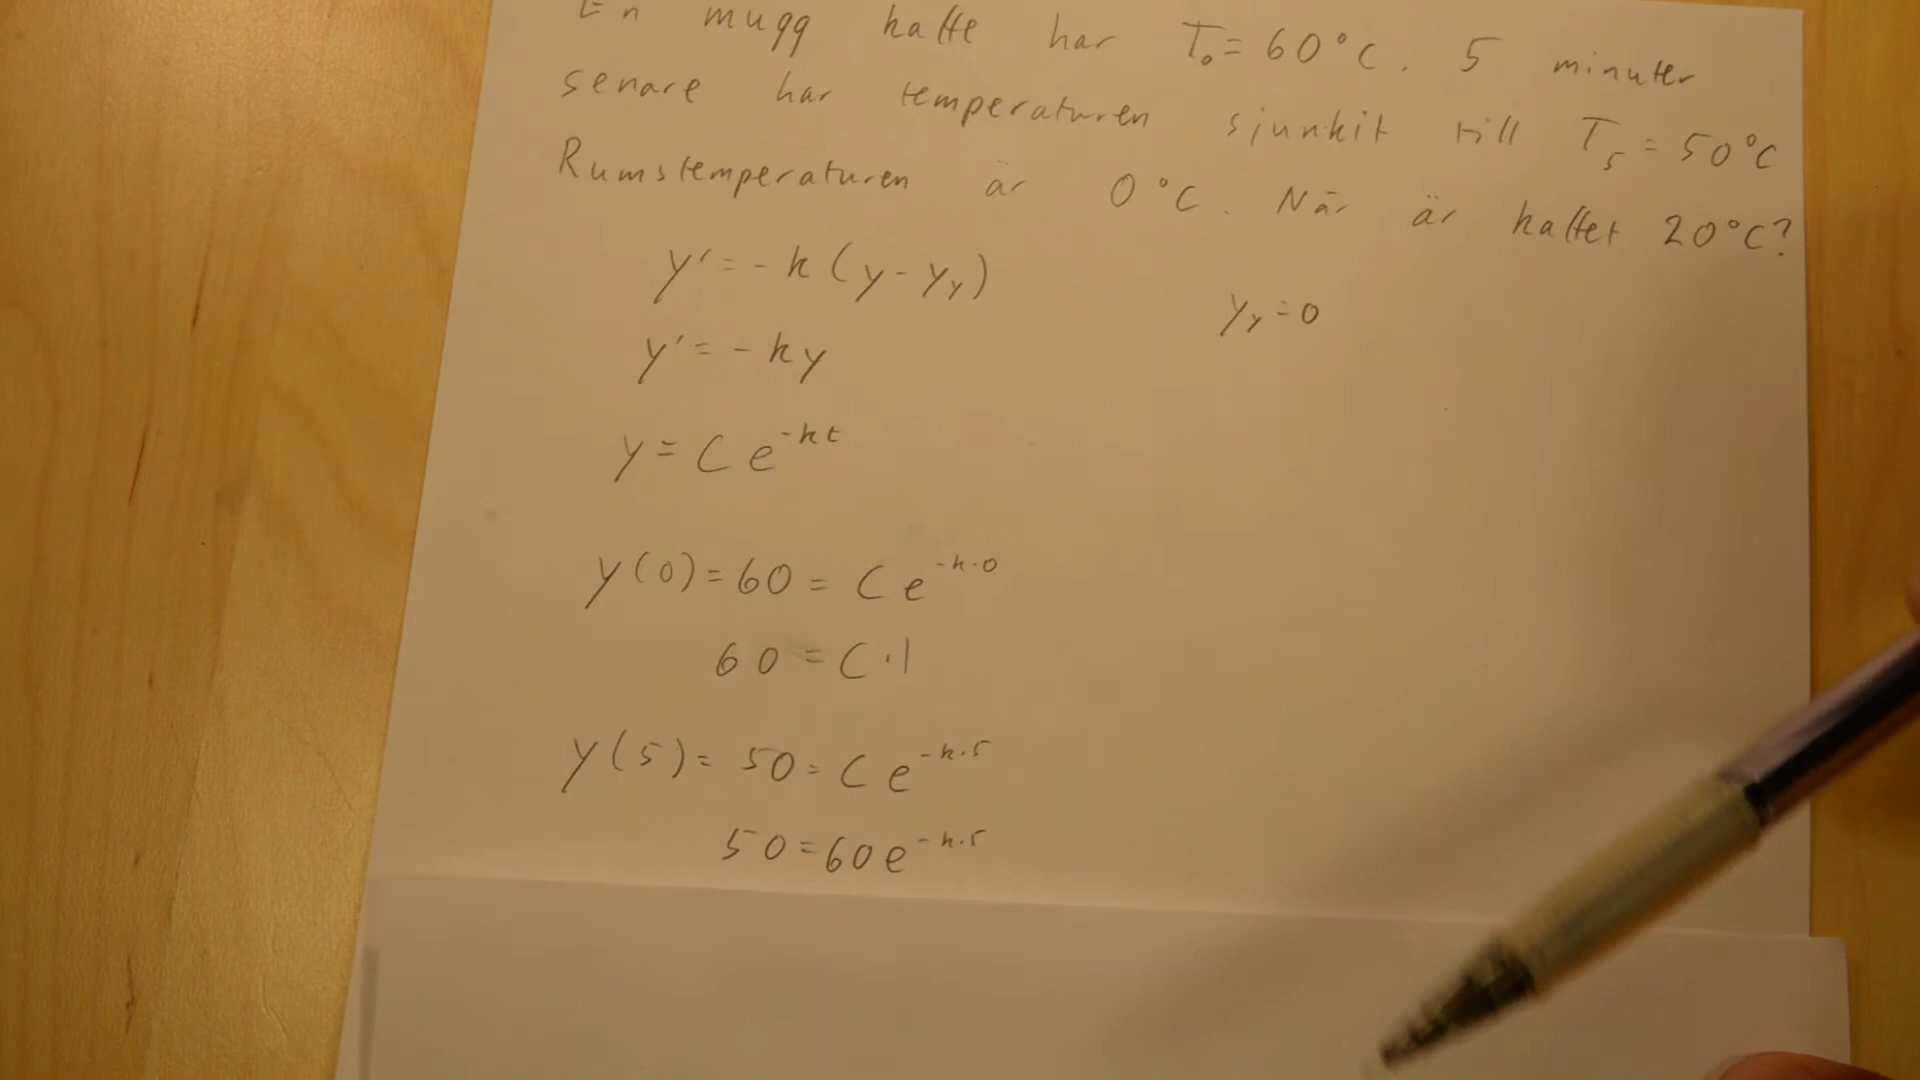 En mugg kaffe har T₀ = 60°C. 5 minuter
senare har temperaturen sjunkit till T₅ = 50°C
Rumstemperaturen är 0°C. När är kaffet 20°C?
y' = -k(y - yᵧ) yᵧ = 0
y' = -ky
y = Ce^{-kt}
y(0) = 60 = Ce^{-k·0}
60 = C·1
y(5) = 50 = Ce^{-k·5}
50 = 60e^{-k·5}